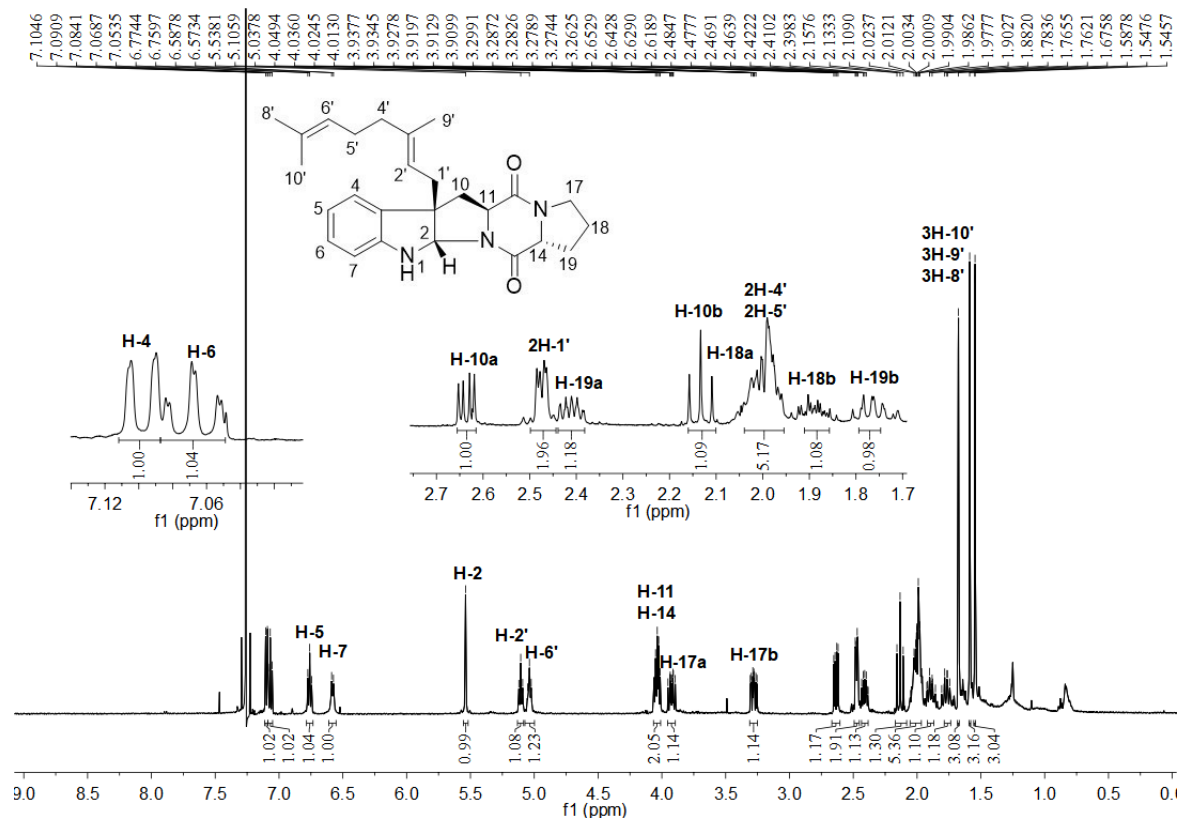 7.1046 7.0909 7.0841 7.0687 7.0535 6.7744 6.7597 6.5878 6.5734 5.5381 5.1059 5.0378 4.0494 4.0360 4.0245 4.0130 3.9377 3.9345 3.9278 3.9197 3.9129 3.9099 3.2991 3.2872 3.2826 3.2789 3.2744 3.2625 2.6529 2.6428 2.6290 2.6189 2.4847 2.4777 2.4691 2.4639 2.4222 2.4102 2.3983 2.1576 2.1333 2.1090 2.0237 2.0121 2.0034 2.0009 1.9904 1.9862 1.9777 1.9027 1.8820 1.7836 1.7655 1.7621 1.6758 1.5878 1.5476 1.5457
8' 6' 4' 9'
5'
10' 2' 1' 10 O 17
4 11
5 N 18
2 N 14
6 19
7 N H 1 H O
3H-10'
3H-9'
3H-8'
H-4 H-6
H-10a 2H-1' H-19a H-10b H-18a 2H-4' 2H-5' H-18b H-19b
1.00 1.04
1.00 1.96 1.18 1.09 5.17 1.08 0.98
7.12 7.06
f1 (ppm)
2.7 2.6 2.5 2.4 2.3 2.2 2.1 2.0 1.9 1.8 1.7
f1 (ppm)
H-2
H-5 H-7
H-2' H-6'
H-11
H-14
H-17a H-17b
1.02 1.02 1.04 1.00 0.99 1.08 1.23 2.05 1.14 1.14 1.17 1.91 1.13 1.30 5.36 1.10 1.18 3.08 3.16 3.04
9.0 8.5 8.0 7.5 7.0 6.5 6.0 5.5 5.0 4.5 4.0 3.5 3.0 2.5 2.0 1.5 1.0 0.5 0.0
f1 (ppm)